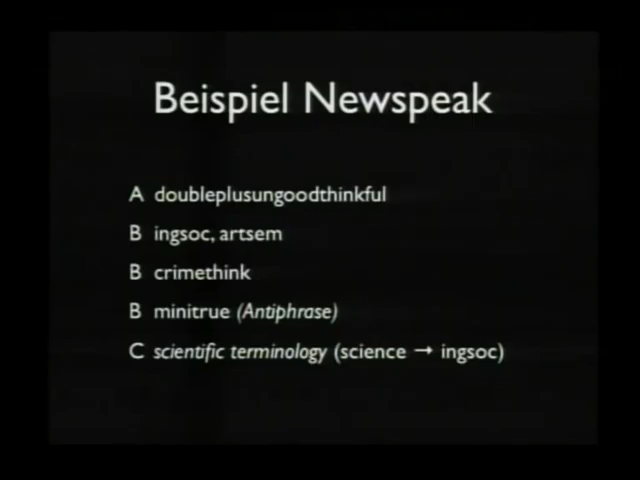 Beispiel Newspeak
A doubleplusungoodthinkful
B ingsoc, artsem
B crimethink
B minitrue (Antiphrase)
C scientific terminology (science → ingsoc)